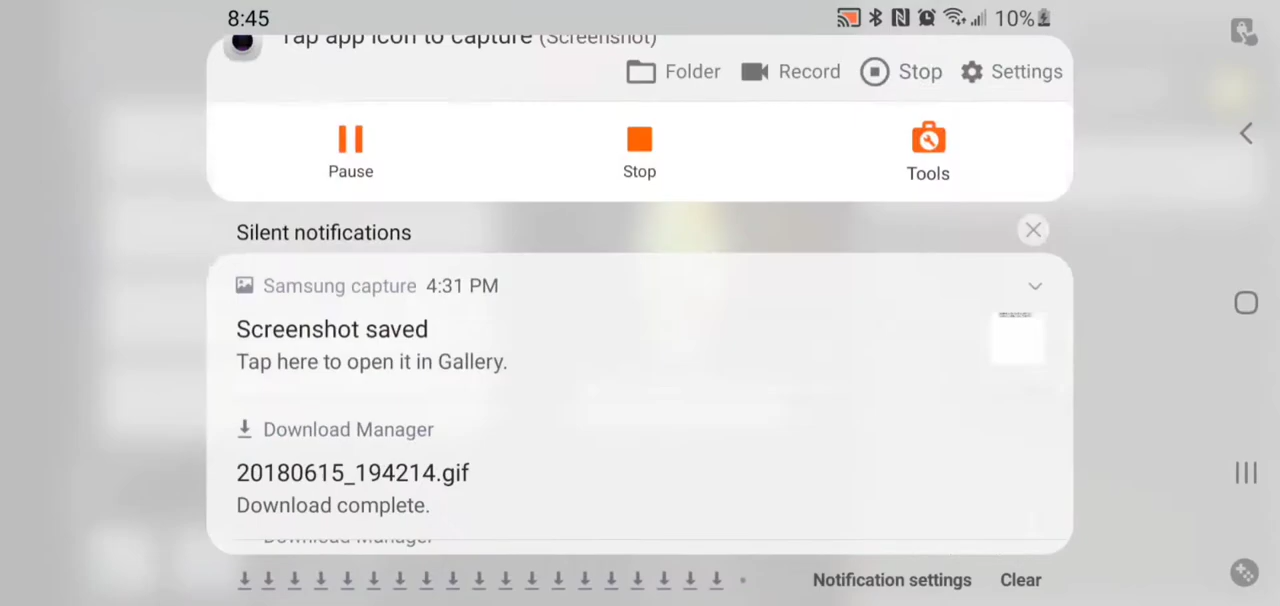 8:45
10%
Tap app icon to capture (Screenshot)
Folder Record Stop Settings
Pause Stop Tools
Silent notifications
Samsung capture 4:31 PM
Screenshot saved
Tap here to open it in Gallery.
Download Manager
20180615_194214.gif
Download complete.
Download Manager
Notification settings Clear